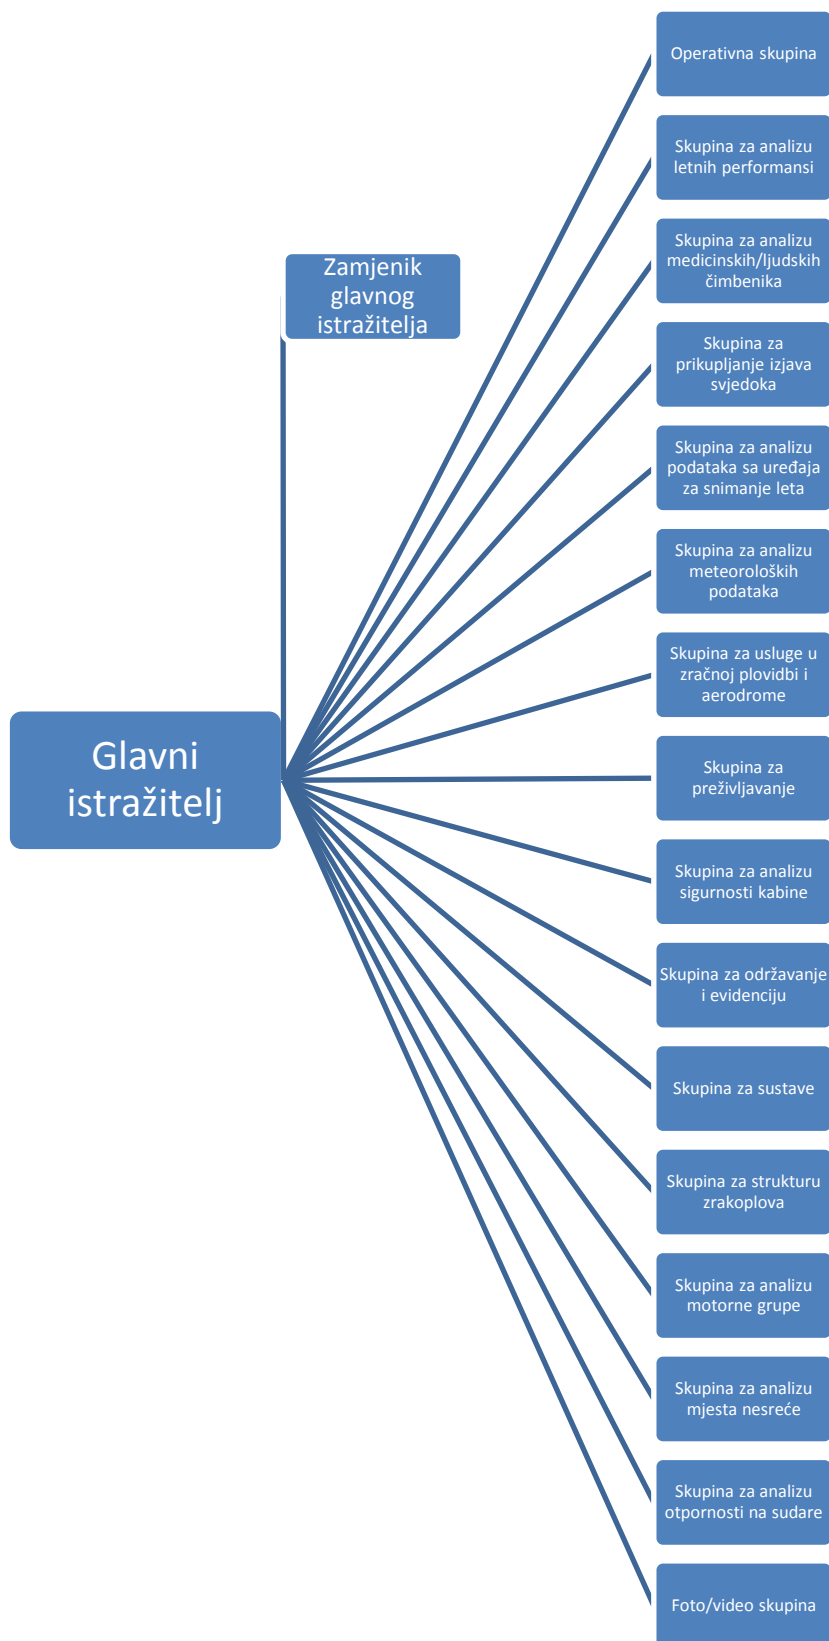 Glavni
istražitelj
Zamjenik
glavnog
istražitelja
Operativna skupina
Skupina za analizu
letnih performansi
Skupina za analizu
medicinskih/ljudskih
čimbenika
Skupina za
prikupljanje izjava
svjedoka
Skupina za analizu
podataka sa uređaja
za snimanje leta
Skupina za analizu
meteoroloških
podataka
Skupina za usluge u
zračnoj plovidbi i
aerodrome
Skupina za
preživljavanje
Skupina za analizu
sigurnosti kabine
Skupina za održavanje
i evidenciju
Skupina za sustave
Skupina za strukturu
zrakoplova
Skupina za analizu
motorne grupe
Skupina za analizu
mjesta nesreće
Skupina za analizu
otpornosti na sudare
Foto/video skupina